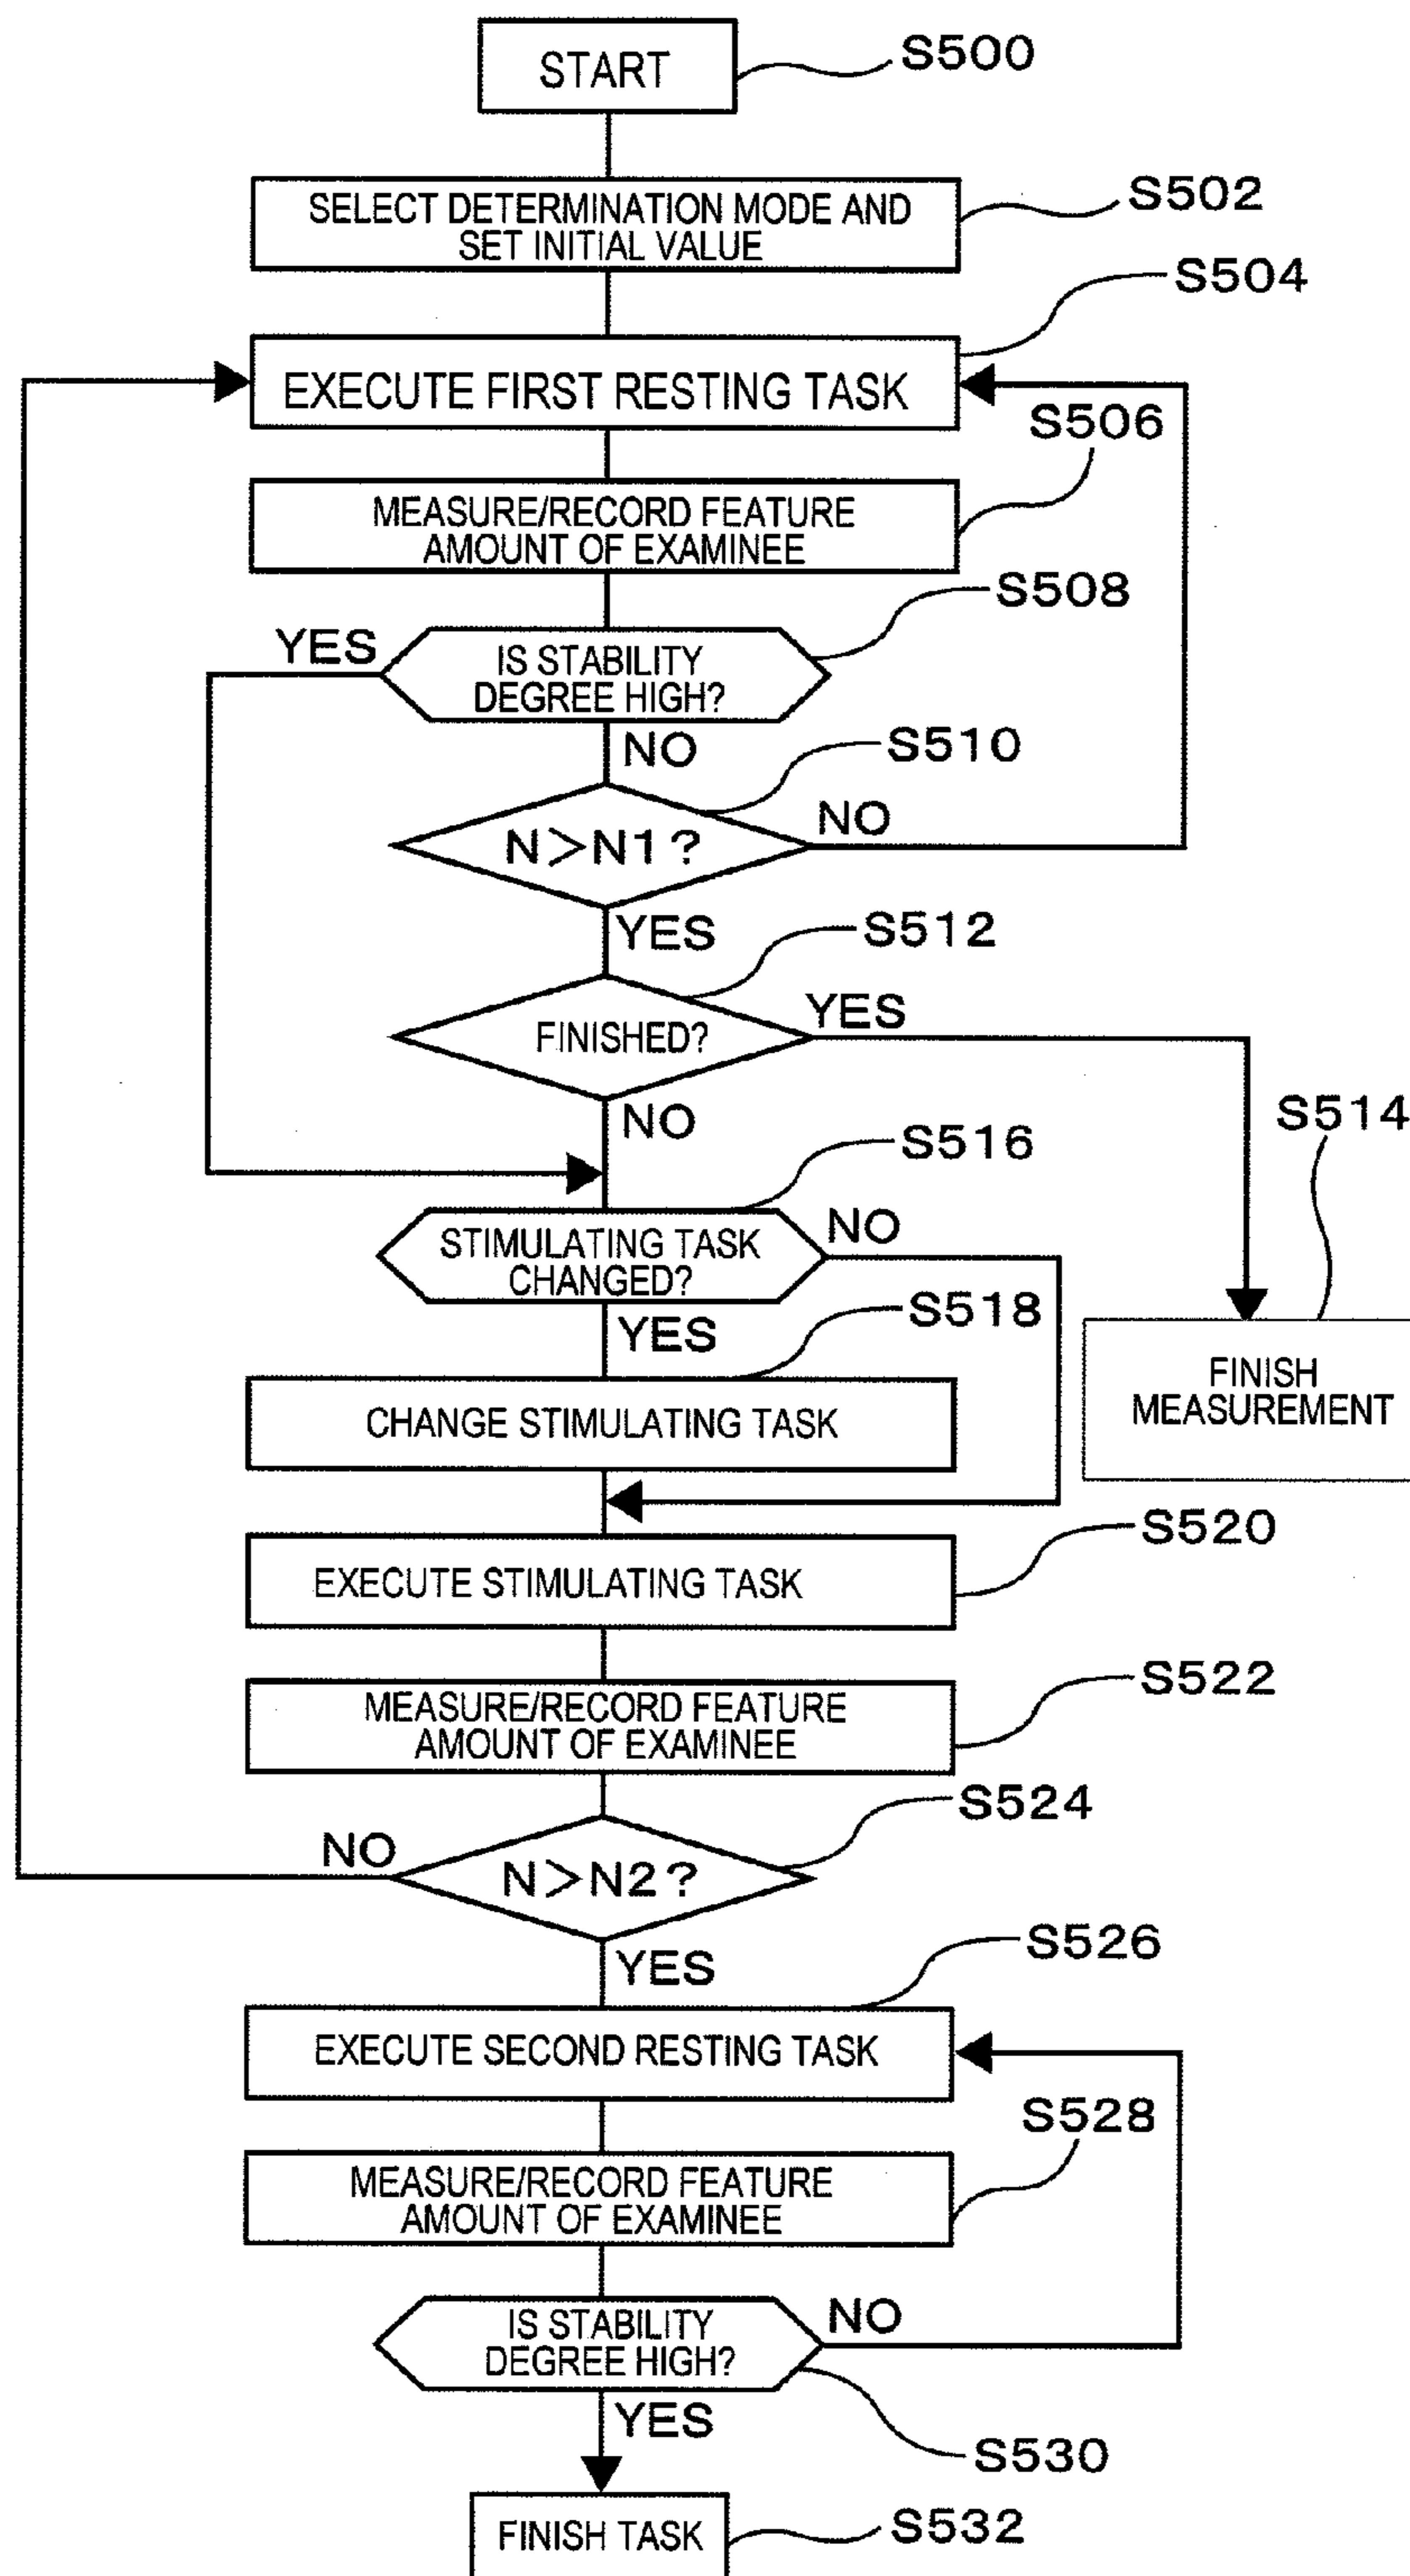 START
S500
SELECT DETERMINATION MODE AND
SET INITIAL VALUE
S502
S504
EXECUTE FIRST RESTING TASK
S506
MEASURE/RECORD FEATURE
AMOUNT OF EXAMINEE
S508
YES
IS STABILITY
DEGREE HIGH?
NO
S510
N>N1?
NO
YES
S512
FINISHED?
YES
NO
S514
S516
STIMULATING TASK
CHANGED?
NO
YES
S518
FINISH
MEASUREMENT
CHANGE STIMULATING TASK
S520
EXECUTE STIMULATING TASK
S522
MEASURE/RECORD FEATURE
AMOUNT OF EXAMINEE
S524
NO
N>N2?
YES
S526
EXECUTE SECOND RESTING TASK
S528
MEASURE/RECORD FEATURE
AMOUNT OF EXAMINEE
IS STABILITY
DEGREE HIGH?
NO
YES
S530
FINISH TASK
S532